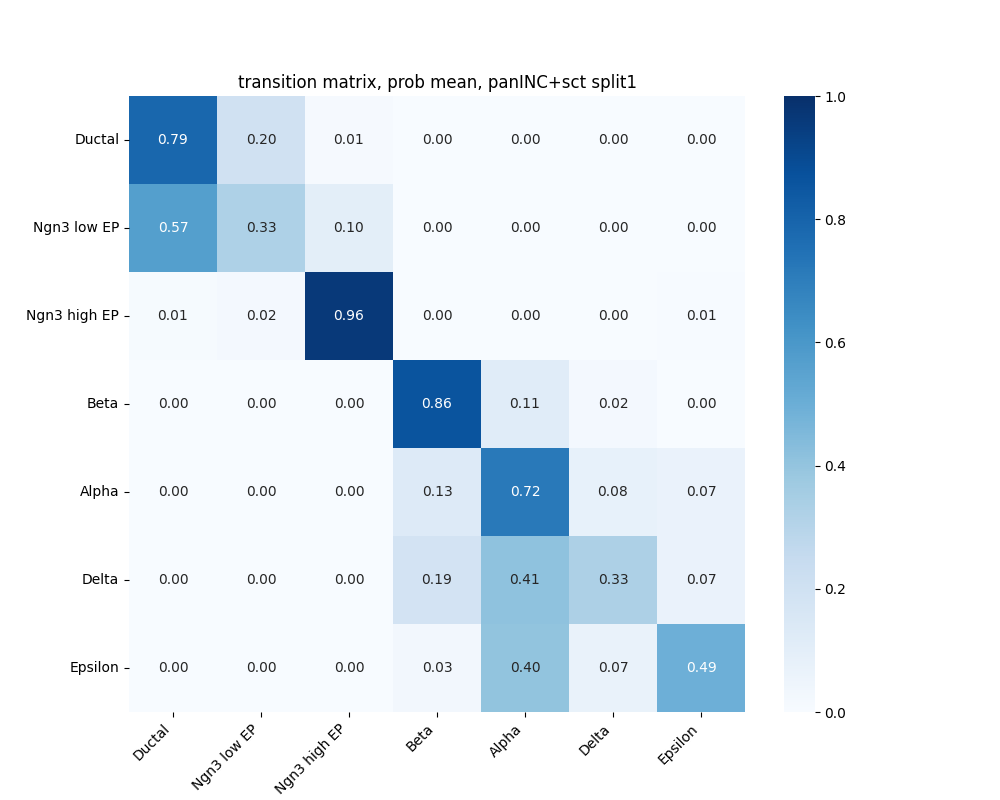 transition matrix, prob mean, panINC+sct split1
Ductal 0.79 0.20 0.01 0.00 0.00 0.00 0.00
Ngn3 low EP 0.57 0.33 0.10 0.00 0.00 0.00 0.00
Ngn3 high EP 0.01 0.02 0.96 0.00 0.00 0.00 0.01
Beta 0.00 0.00 0.00 0.86 0.11 0.02 0.00
Alpha 0.00 0.00 0.00 0.13 0.72 0.08 0.07
Delta 0.00 0.00 0.00 0.19 0.41 0.33 0.07
Epsilon 0.00 0.00 0.00 0.03 0.40 0.07 0.49
Ductal Ngn3 low EP Ngn3 high EP Beta Alpha Delta Epsilon
1.0
0.8
0.6
0.4
0.2
0.0